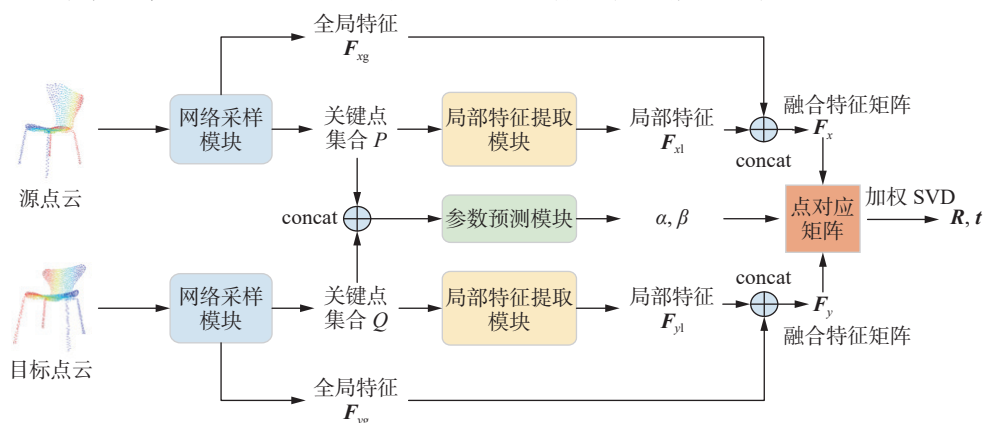 全局特征
F_xg
网络采样
模块
关键点
集合 P
局部特征提取
模块
局部特征
F_xl
concat
融合特征矩阵
F_x
源点云
concat
参数预测模块
α, β
点对应
矩阵
加权 SVD
R, t
目标点云
网络采样
模块
关键点
集合 Q
局部特征提取
模块
局部特征
F_yl
concat
F_y
融合特征矩阵
全局特征
F_yg